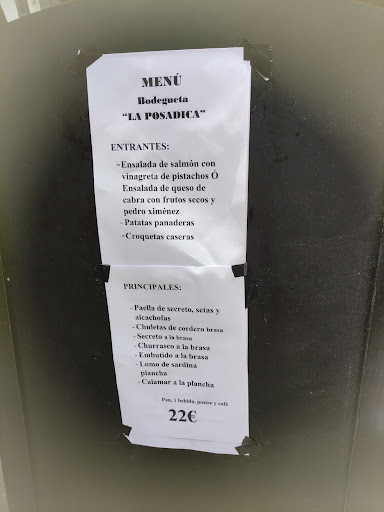 MENÚ
Bodegueta
“LA POSADICA”
ENTRANTES:
-Ensalada de salmón con
vinagreta de pistachos Ó
Ensalada de queso de
cabra con frutos secos y
pedro ximénez
- Patatas panaderas
- Croquetas caseras
PRINCIPALES:
- Paella de secreto, setas y
alcachofas
- Chuletas de cordero brasa
- Secreto a la brasa
- Churrasco a la brasa
- Embutido a la brasa
- Lomo de sardina
plancha
- Calamar a la plancha
Pan, 1 bebida, postre y café
22€